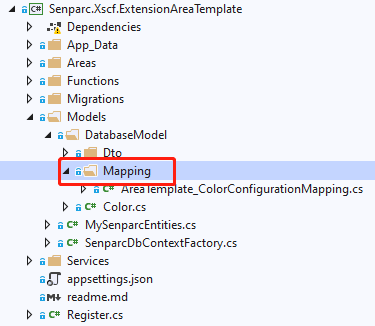 C# Senparc.Xscf.ExtensionAreaTemplate
Dependencies
App_Data
Areas
Functions
Migrations
Models
DatabaseModel
Dto
Mapping
C# AreaTemplate_ColorConfigurationMapping.cs
C# Color.cs
C# MySenparcEntities.cs
C# SenparcDbContextFactory.cs
Services
appsettings.json
readme.md
C# Register.cs